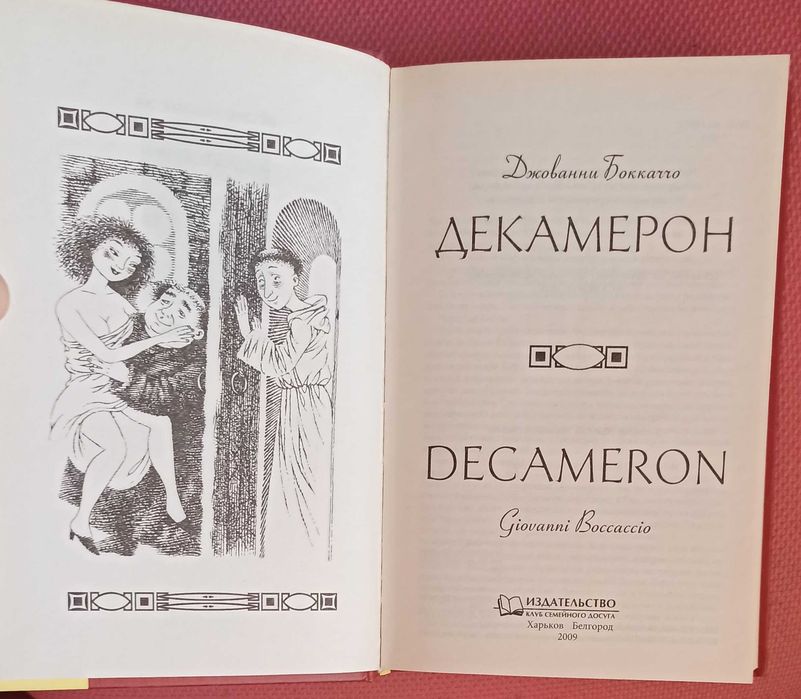 Джованни Боккаччо
ДЕКАМЕРОН
DECAMERON
Giovanni Boccaccio
ИЗДАТЕЛЬСТВО
КЛУБ СЕМЕЙНОГО ДОСУГА
Харьков Белгород
2009